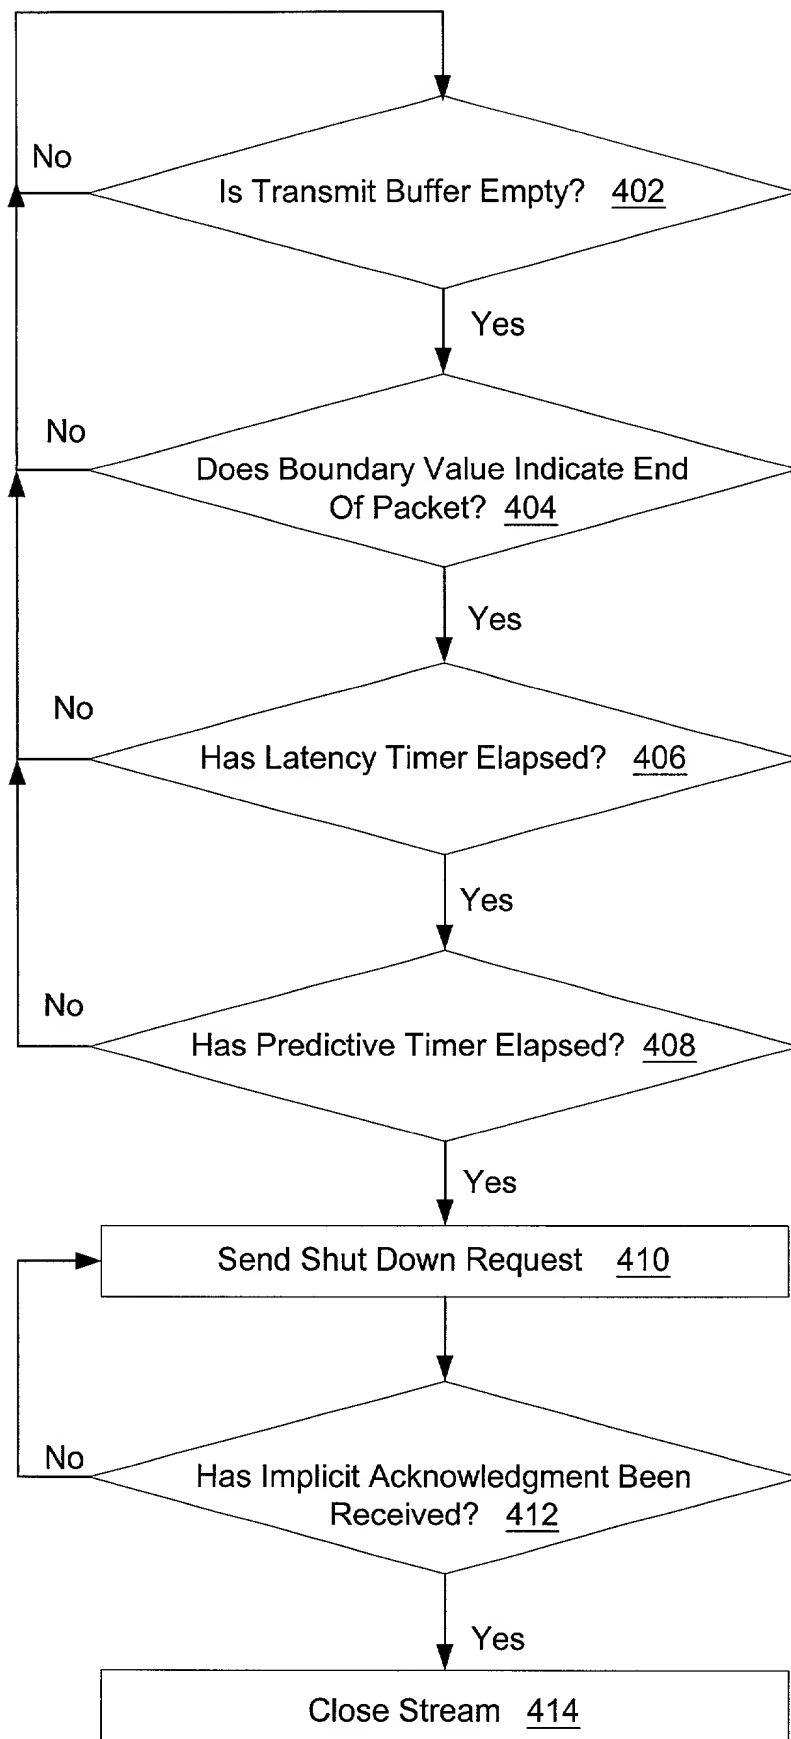 No
Is Transmit Buffer Empty? 402
Yes
No
Does Boundary Value Indicate End
Of Packet? 404
Yes
No
Has Latency Timer Elapsed? 406
Yes
No
Has Predictive Timer Elapsed? 408
Yes
Send Shut Down Request 410
No
Has Implicit Acknowledgment Been
Received? 412
Yes
Close Stream 414